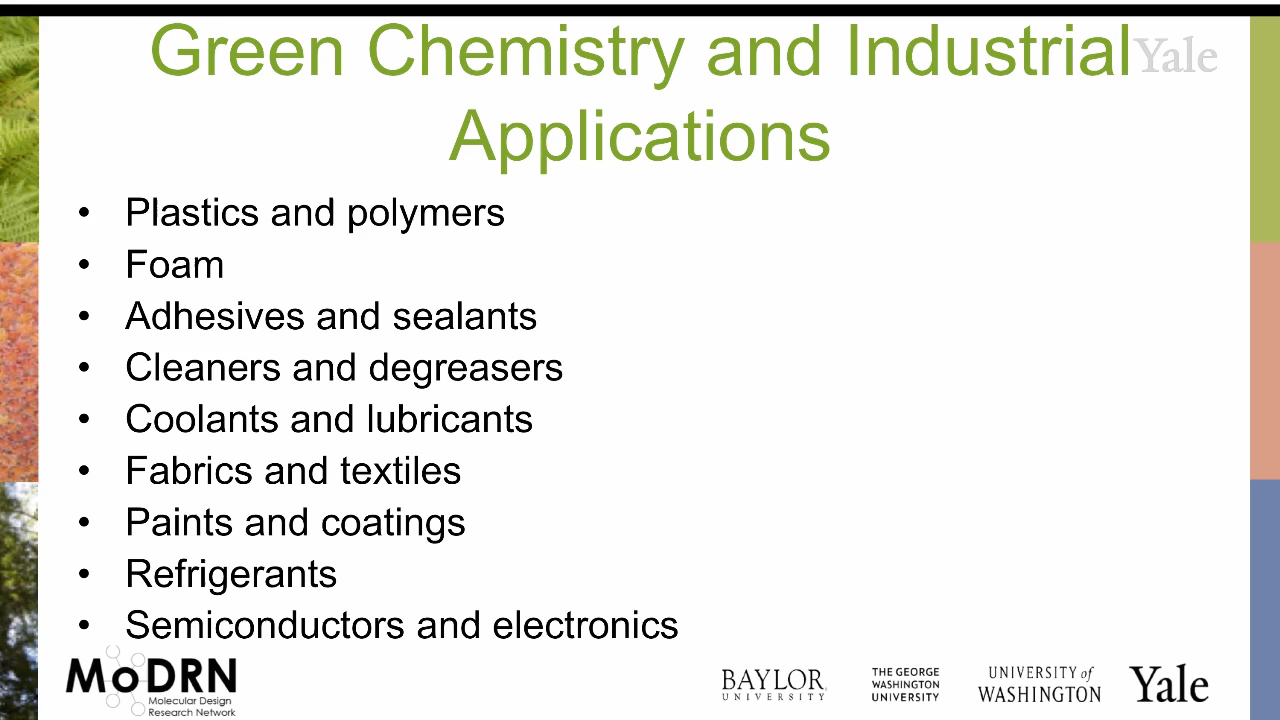 Green Chemistry and Industrial
Yale
Applications
• Plastics and polymers
• Foam
• Adhesives and sealants
• Cleaners and degreasers
• Coolants and lubricants
• Fabrics and textiles
• Paints and coatings
• Refrigerants
• Semiconductors and electronics
MoDRN
Molecular Design
Research Network
BAYLOR
UNIVERSITY
THE GEORGE
WASHINGTON
UNIVERSITY
UNIVERSITY of
WASHINGTON
Yale